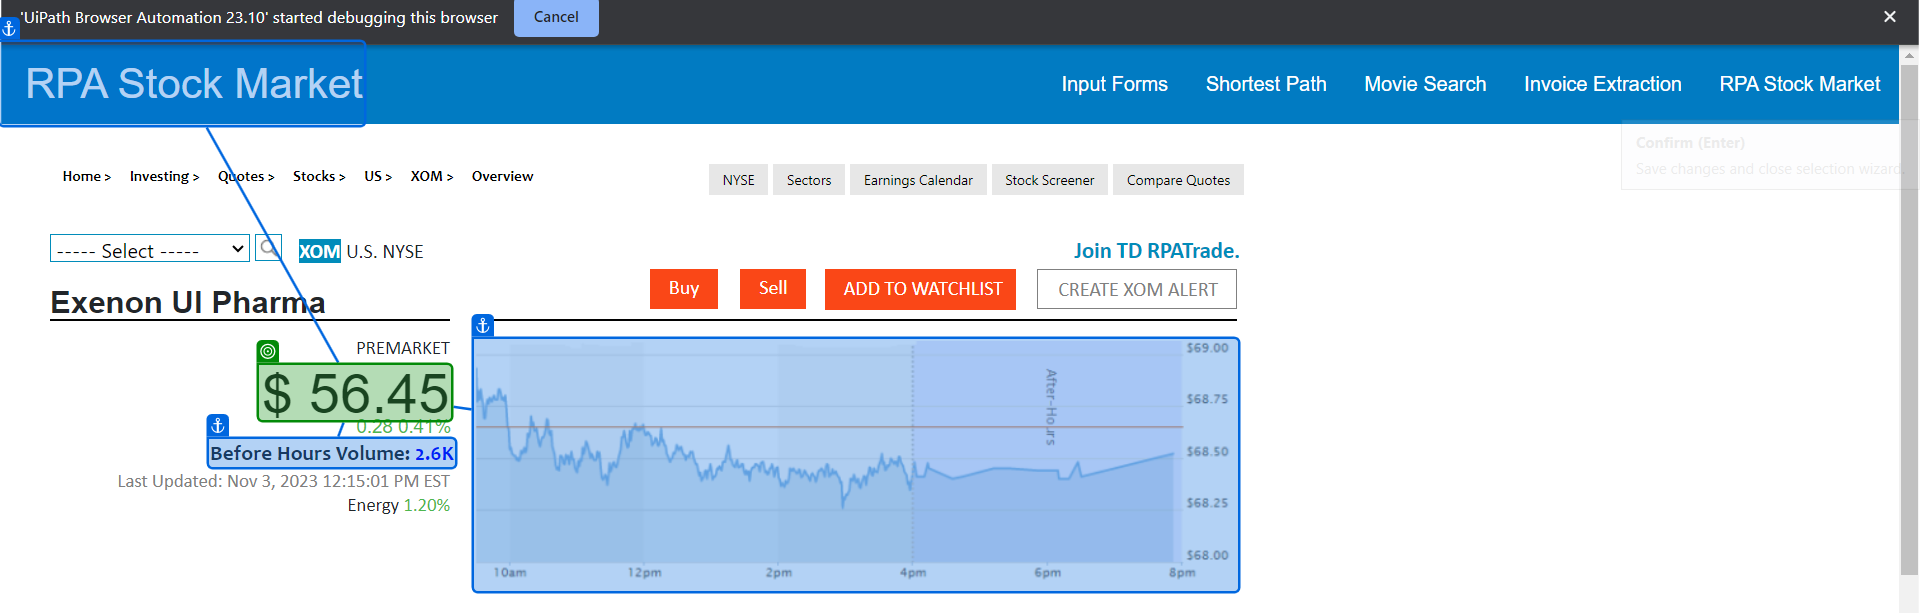 'UiPath Browser Automation 23.10' started debugging this browser
Cancel
RPA Stock Market
Input Forms
Shortest Path
Movie Search
Invoice Extraction
RPA Stock Market
Confirm (Enter)
Save changes and close selection wizard.
Home > Investing > Quotes > Stocks > US > XOM > Overview
NYSE
Sectors
Earnings Calendar
Stock Screener
Compare Quotes
----- Select -----
XOM U.S. NYSE
Join TD RPATrade.
Buy
Sell
ADD TO WATCHLIST
CREATE XOM ALERT
Exenon UI Pharma
PREMARKET
$ 56.45
0.28 0.41%
Before Hours Volume: 2.6K
Last Updated: Nov 3, 2023 12:15:01 PM EST
Energy 1.20%
After-Hours
$69.00
$68.75
$68.50
$68.25
$68.00
10am
12pm
2pm
4pm
6pm
8pm